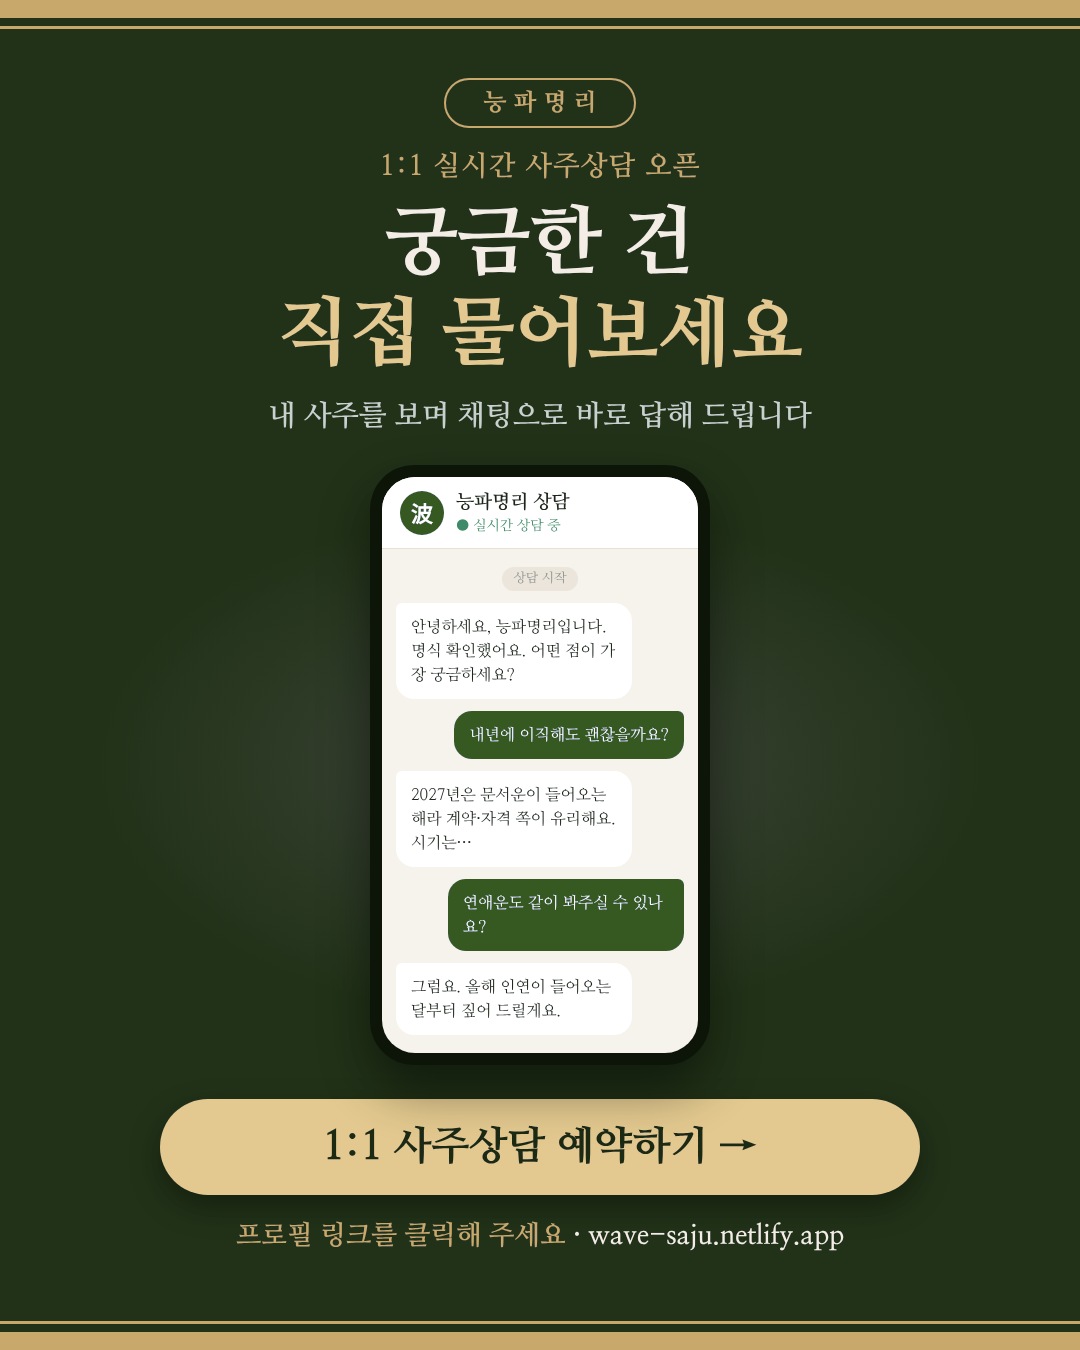 능파명리
1:1 실시간 사주상담 오픈
궁금한 건
직접 물어보세요
내 사주를 보며 채팅으로 바로 답해 드립니다
波
능파명리 상담
● 실시간 상담 중
상담 시작
안녕하세요, 능파명리입니다.
명식 확인했어요. 어떤 점이 가
장 궁금하세요?
내년에 이직해도 괜찮을까요?
2027년은 문서운이 들어오는
해라 계약·자격 쪽이 유리해요.
시기는…
연애운도 같이 봐주실 수 있나
요?
그럼요. 올해 인연이 들어오는
달부터 짚어 드릴게요.
1:1 사주상담 예약하기 →
프로필 링크를 클릭해 주세요 · wave-saju.netlify.app